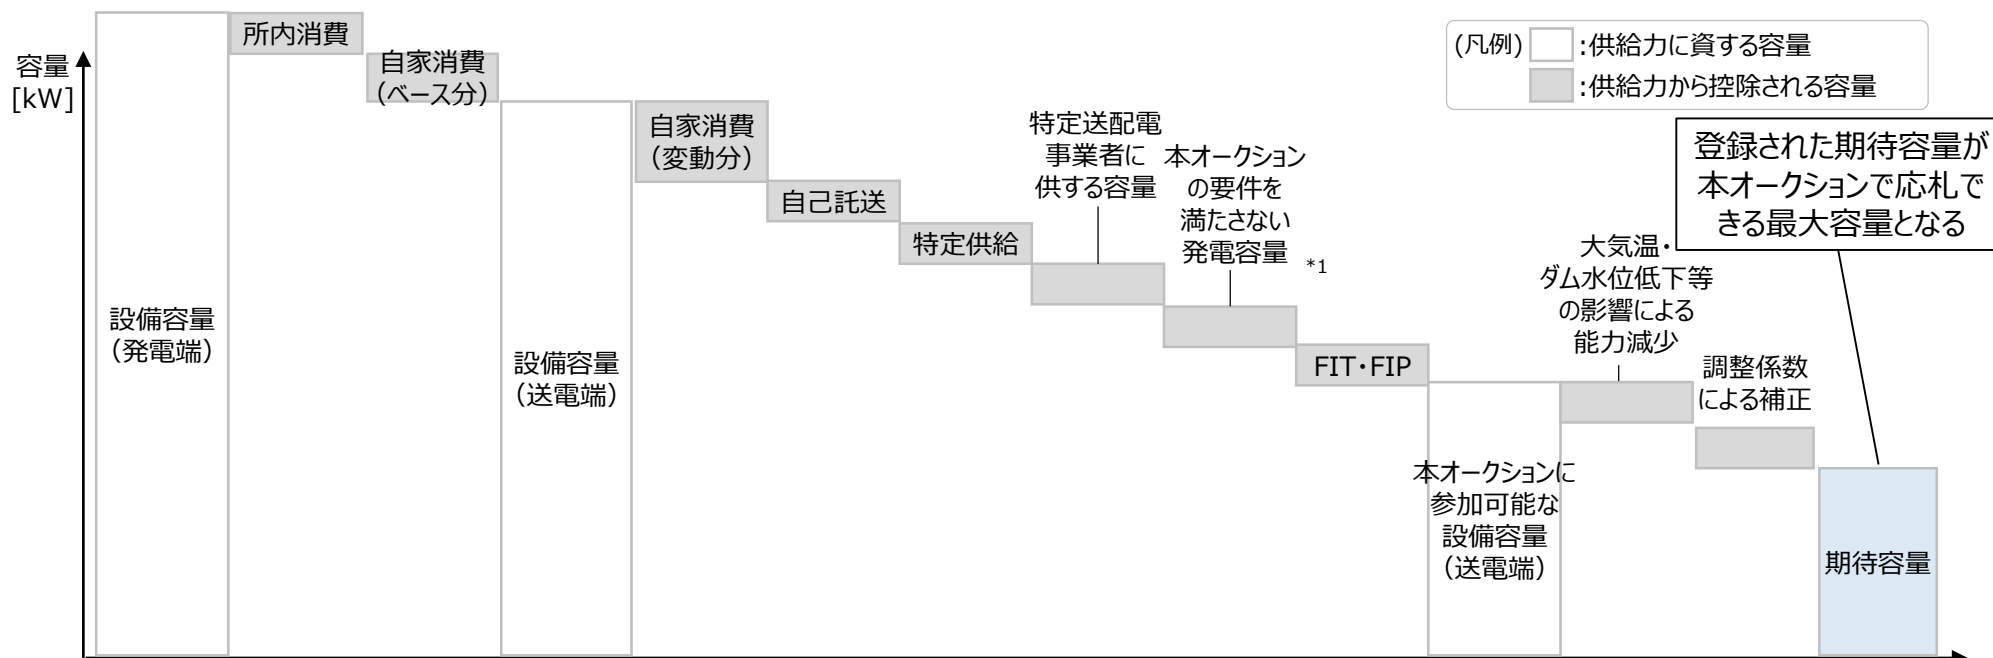 容量
[kW]
設備容量
（発電端）
所内消費
自家消費
（ベース分）
設備容量
（送電端）
自家消費
（変動分）
自己託送
特定供給
特定送配電
事業者に
供する容量
本オークション
の要件を
満たさない
発電容量
*1
FIT・FIP
本オークションに
参加可能な
設備容量
（送電端）
大気温・
ダム水位低下等
の影響による
能力減少
調整係数
による補正
期待容量
(凡例)
:供給力に資する容量
:供給力から控除される容量
登録された期待容量が
本オークションで応札で
きる最大容量となる